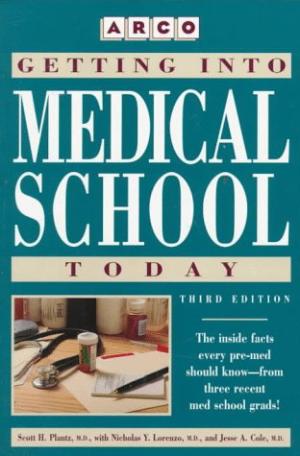 ARCO
GETTING INTO
MEDICAL
SCHOOL
TODAY
THIRD EDITION
The inside facts
every pre-med
should know—from
three recent
med school grads!
Scott H. Plantz, M.D., with Nicholas Y. Lorenzo, M.D., and Jesse A. Cole, M.D.